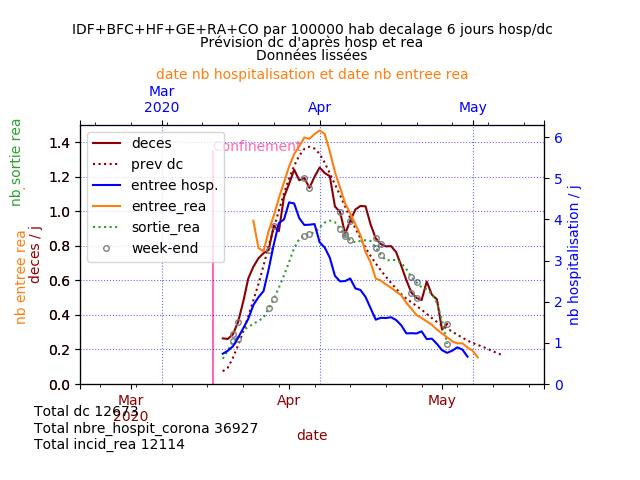 IDF+BFC+HF+GE+RA+CO par 100000 hab decalage 6 jours hosp/dc
Prévision dc d'après hosp et rea
Données lissées
date nb hospitalisation et date nb entree rea
Mar
2020
Apr
May
nb sortie rea
nb entree rea
deces / j
1.4
1.2
1.0
0.8
0.6
0.4
0.2
0.0
Confinement
deces
prev dc
entree hosp.
entree_rea
sortie_rea
week-end
6
5
4
3
2
1
0
nb hospitalisation / j
Mar
2020
Apr
May
date
Total dc 12673
Total nbre_hospit_corona 36927
Total incid_rea 12114